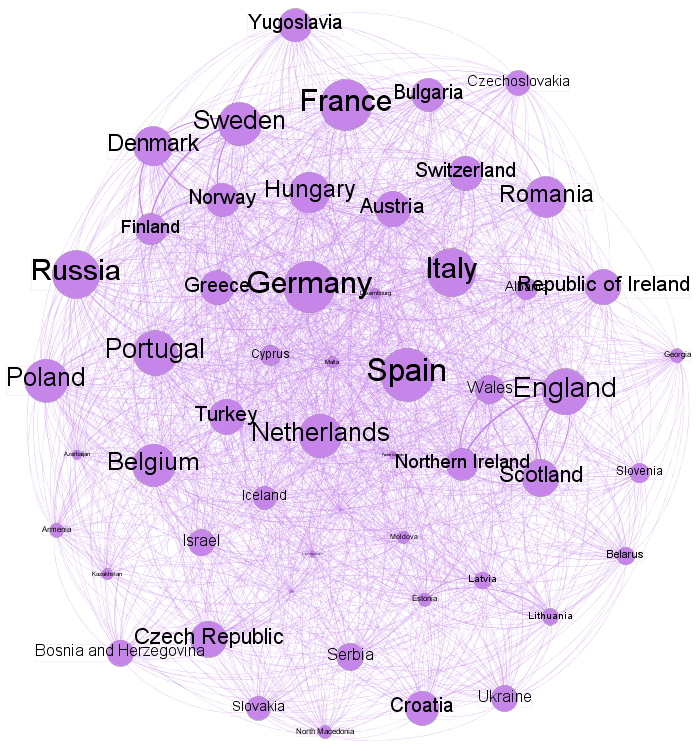 Yugoslavia
Czechoslovakia
Bulgaria
France
Sweden
Denmark
Switzerland
Hungary
Romania
Norway
Austria
Finland
Russia
Italy
Germany
Greece
Republic of Ireland
Albania
Luxembourg
Portugal
Cyprus
Malta
Georgia
Spain
Poland
Wales
England
Turkey
Netherlands
Azerbaijan
Belgium
Northern Ireland
Scotland
Slovenia
Iceland
Armenia
Israel
Moldova
Belarus
Kazakhstan
Latvia
Estonia
Lithuania
Czech Republic
Bosnia and Herzegovina
Serbia
Ukraine
Slovakia
Croatia
North Macedonia